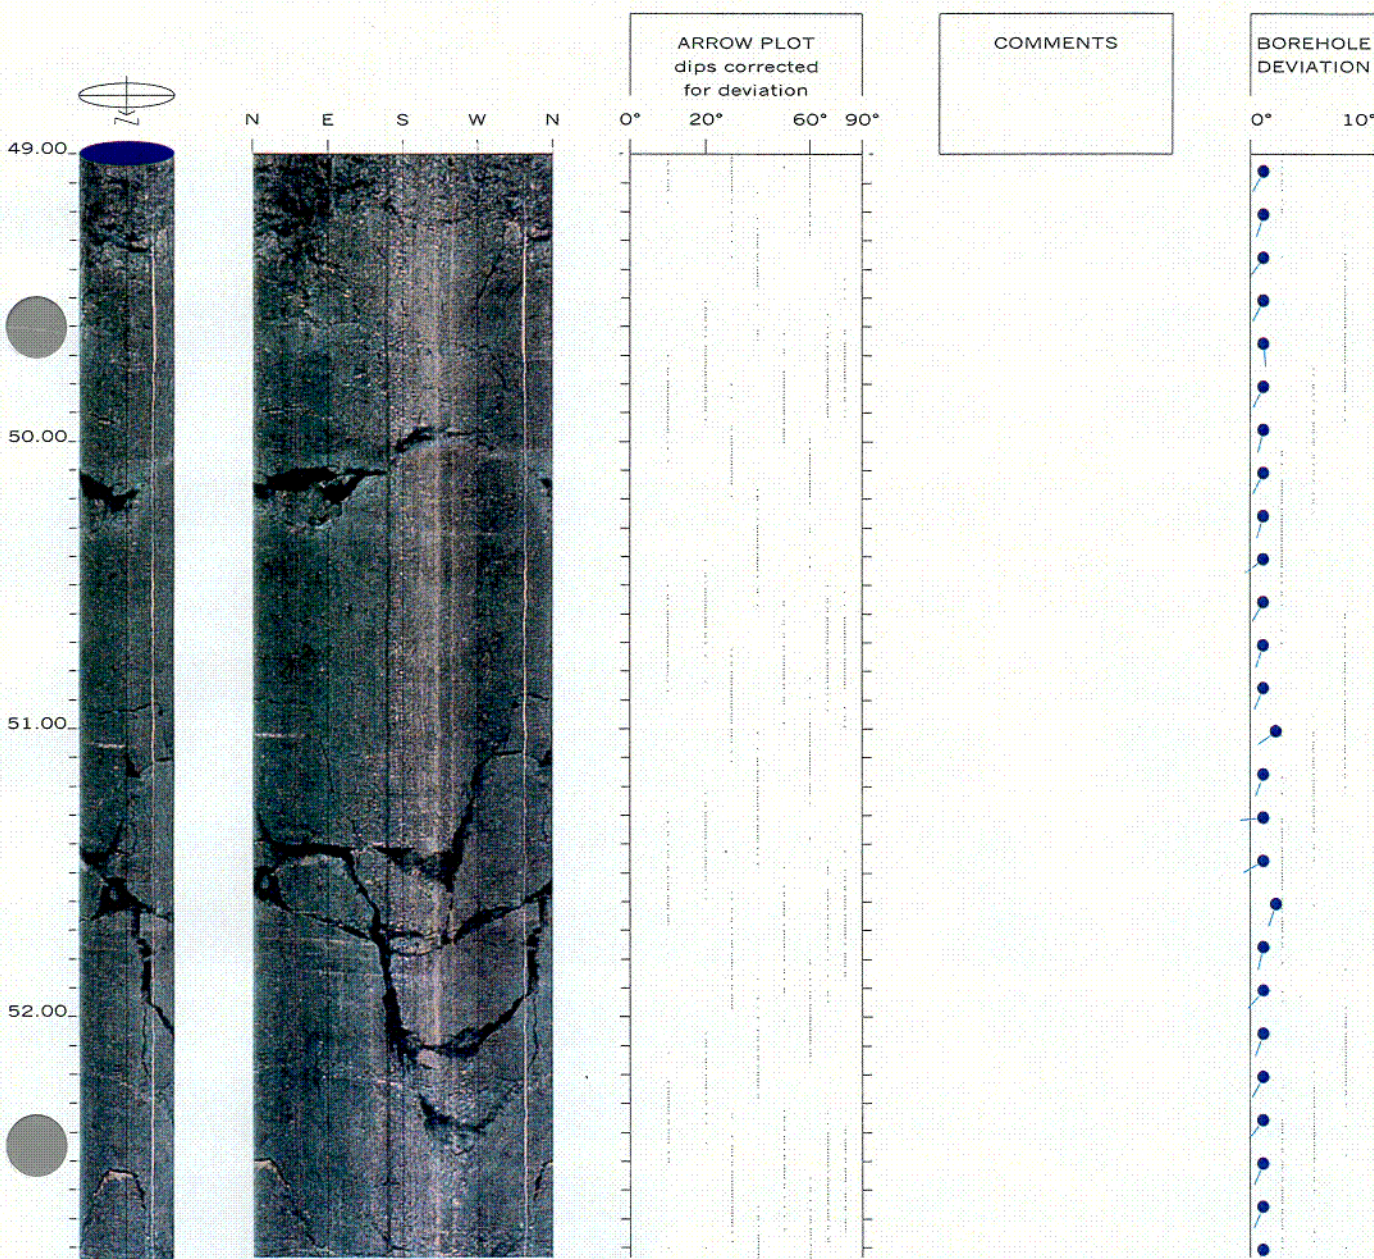 ARROW PLOT
dips corrected
for deviation
COMMENTS
BOREHOLE
DEVIATION
N E S W N
0° 20° 60° 90°
0° 10°
N
49.00
50.00
51.00
52.00